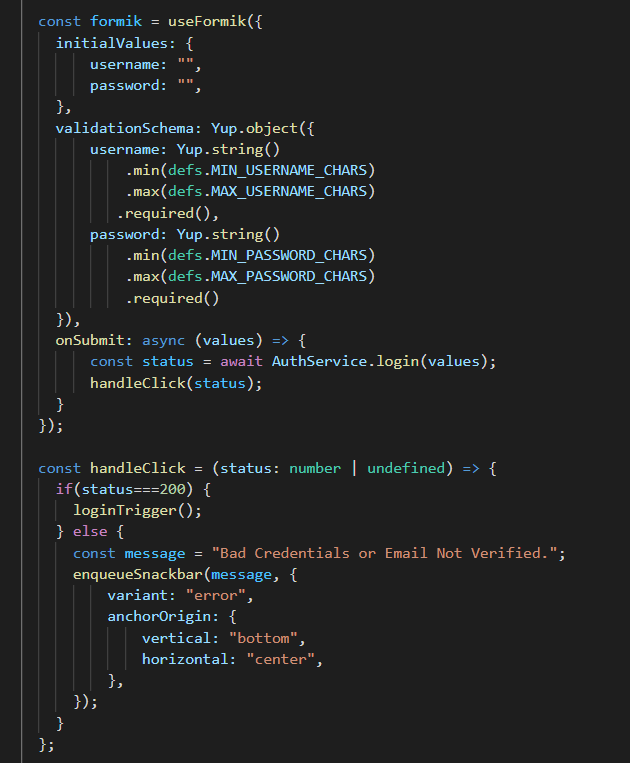 const formik = useFormik({
  initialValues: {
      username: "",
      password: "",
  },
  validationSchema: Yup.object({
      username: Yup.string()
          .min(defs.MIN_USERNAME_CHARS)
          .max(defs.MAX_USERNAME_CHARS)
         .required(),
      password: Yup.string()
          .min(defs.MIN_PASSWORD_CHARS)
          .max(defs.MAX_PASSWORD_CHARS)
          .required()
  }),
  onSubmit: async (values) => {
      const status = await AuthService.login(values);
      handleClick(status);
  }
});

const handleClick = (status: number | undefined) => {
  if(status===200) {
    loginTrigger();
  } else {
    const message = "Bad Credentials or Email Not Verified.";
    enqueueSnackbar(message, {
        variant: "error",
        anchorOrigin: {
            vertical: "bottom",
            horizontal: "center",
        },
    });
  }
};